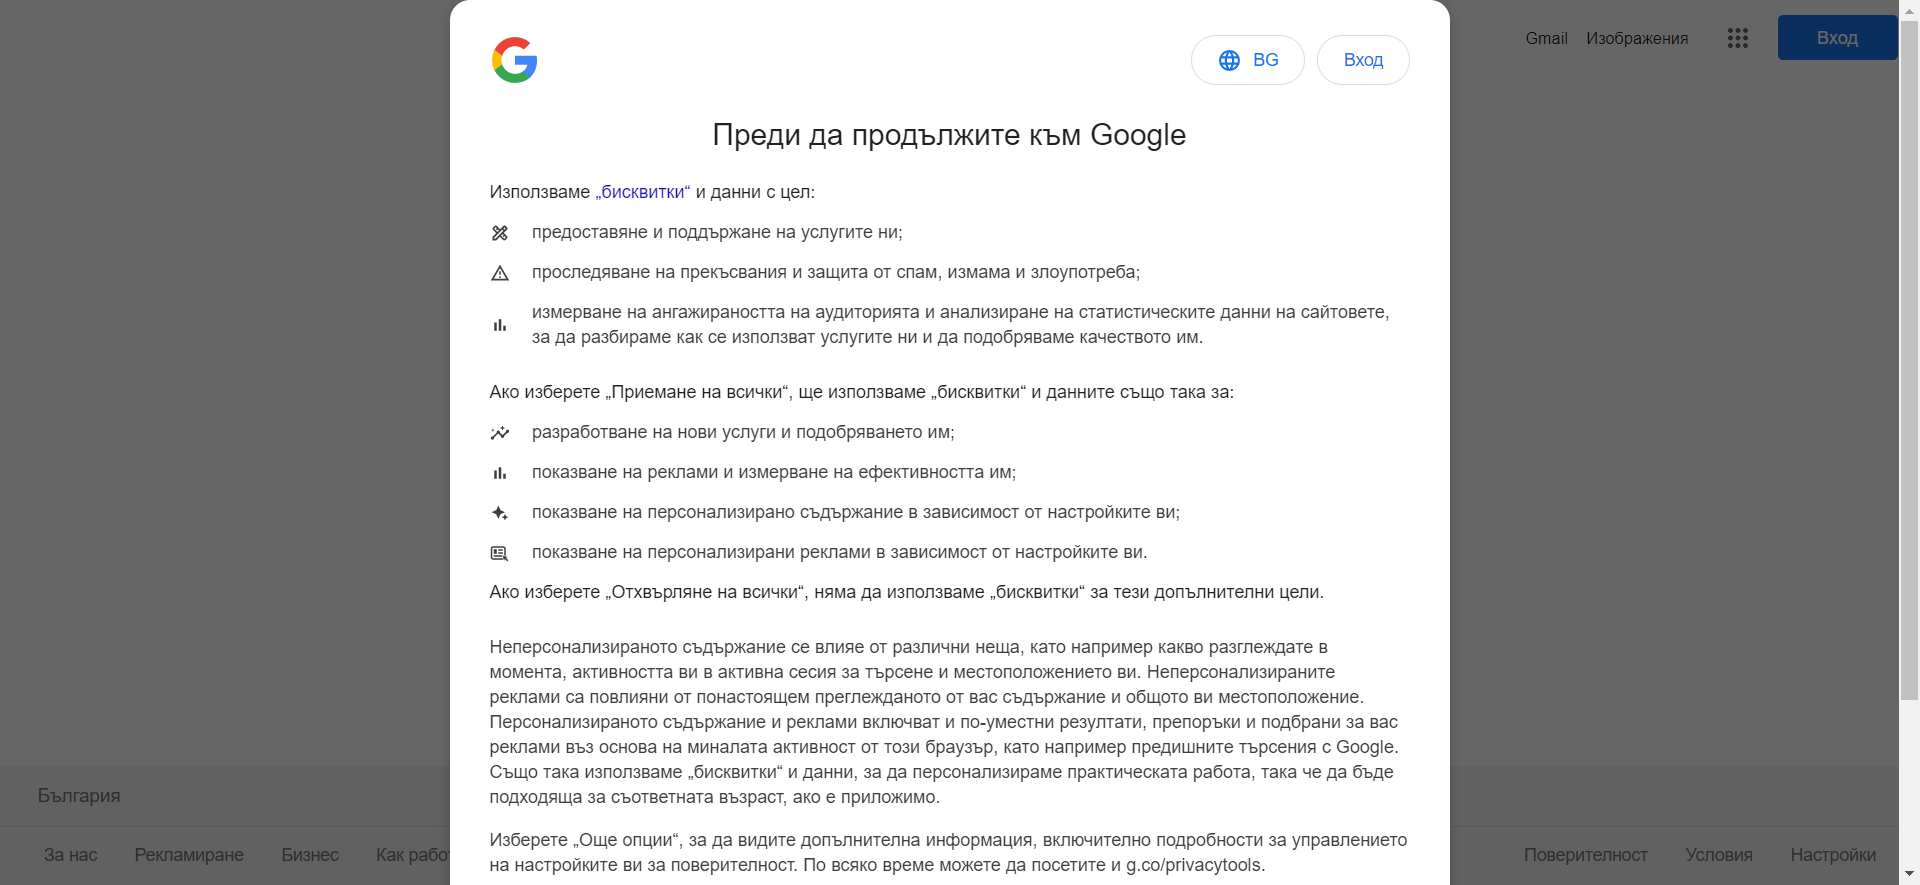 Gmail Изображения Вход
BG Вход
Преди да продължите към Google
Използваме „бисквитки“ и данни с цел:
предоставяне и поддържане на услугите ни;
проследяване на прекъсвания и защита от спам, измама и злоупотреба;
измерване на ангажираността на аудиторията и анализиране на статистическите данни на сайтовете,
за да разбираме как се използват услугите ни и да подобряваме качеството им.
Ако изберете „Приемане на всички“, ще използваме „бисквитки“ и данните също така за:
разработване на нови услуги и подобряването им;
показване на реклами и измерване на ефективността им;
показване на персонализирано съдържание в зависимост от настройките ви;
показване на персонализирани реклами в зависимост от настройките ви.
Ако изберете „Отхвърляне на всички“, няма да използваме „бисквитки“ за тези допълнителни цели.
Неперсонализираното съдържание се влияе от различни неща, като например какво разглеждате в
момента, активността ви в активна сесия за търсене и местоположението ви. Неперсонализираните
реклами са повлияни от понастоящем преглежданото от вас съдържание и общото ви местоположение.
Персонализираното съдържание и реклами включват и по-уместни резултати, препоръки и подбрани за вас
реклами въз основа на миналата активност от този браузър, като например предишните търсения с Google.
Също така използваме „бисквитки“ и данни, за да персонализираме практическата работа, така че да бъде
подходяща за съответната възраст, ако е приложимо.
Изберете „Още опции“, за да видите допълнителна информация, включително подробности за управлението
на настройките ви за поверителност. По всяко време можете да посетите и g.co/privacytools.
България
За нас Рекламиране Бизнес Как рабо
Поверителност Условия Настройки